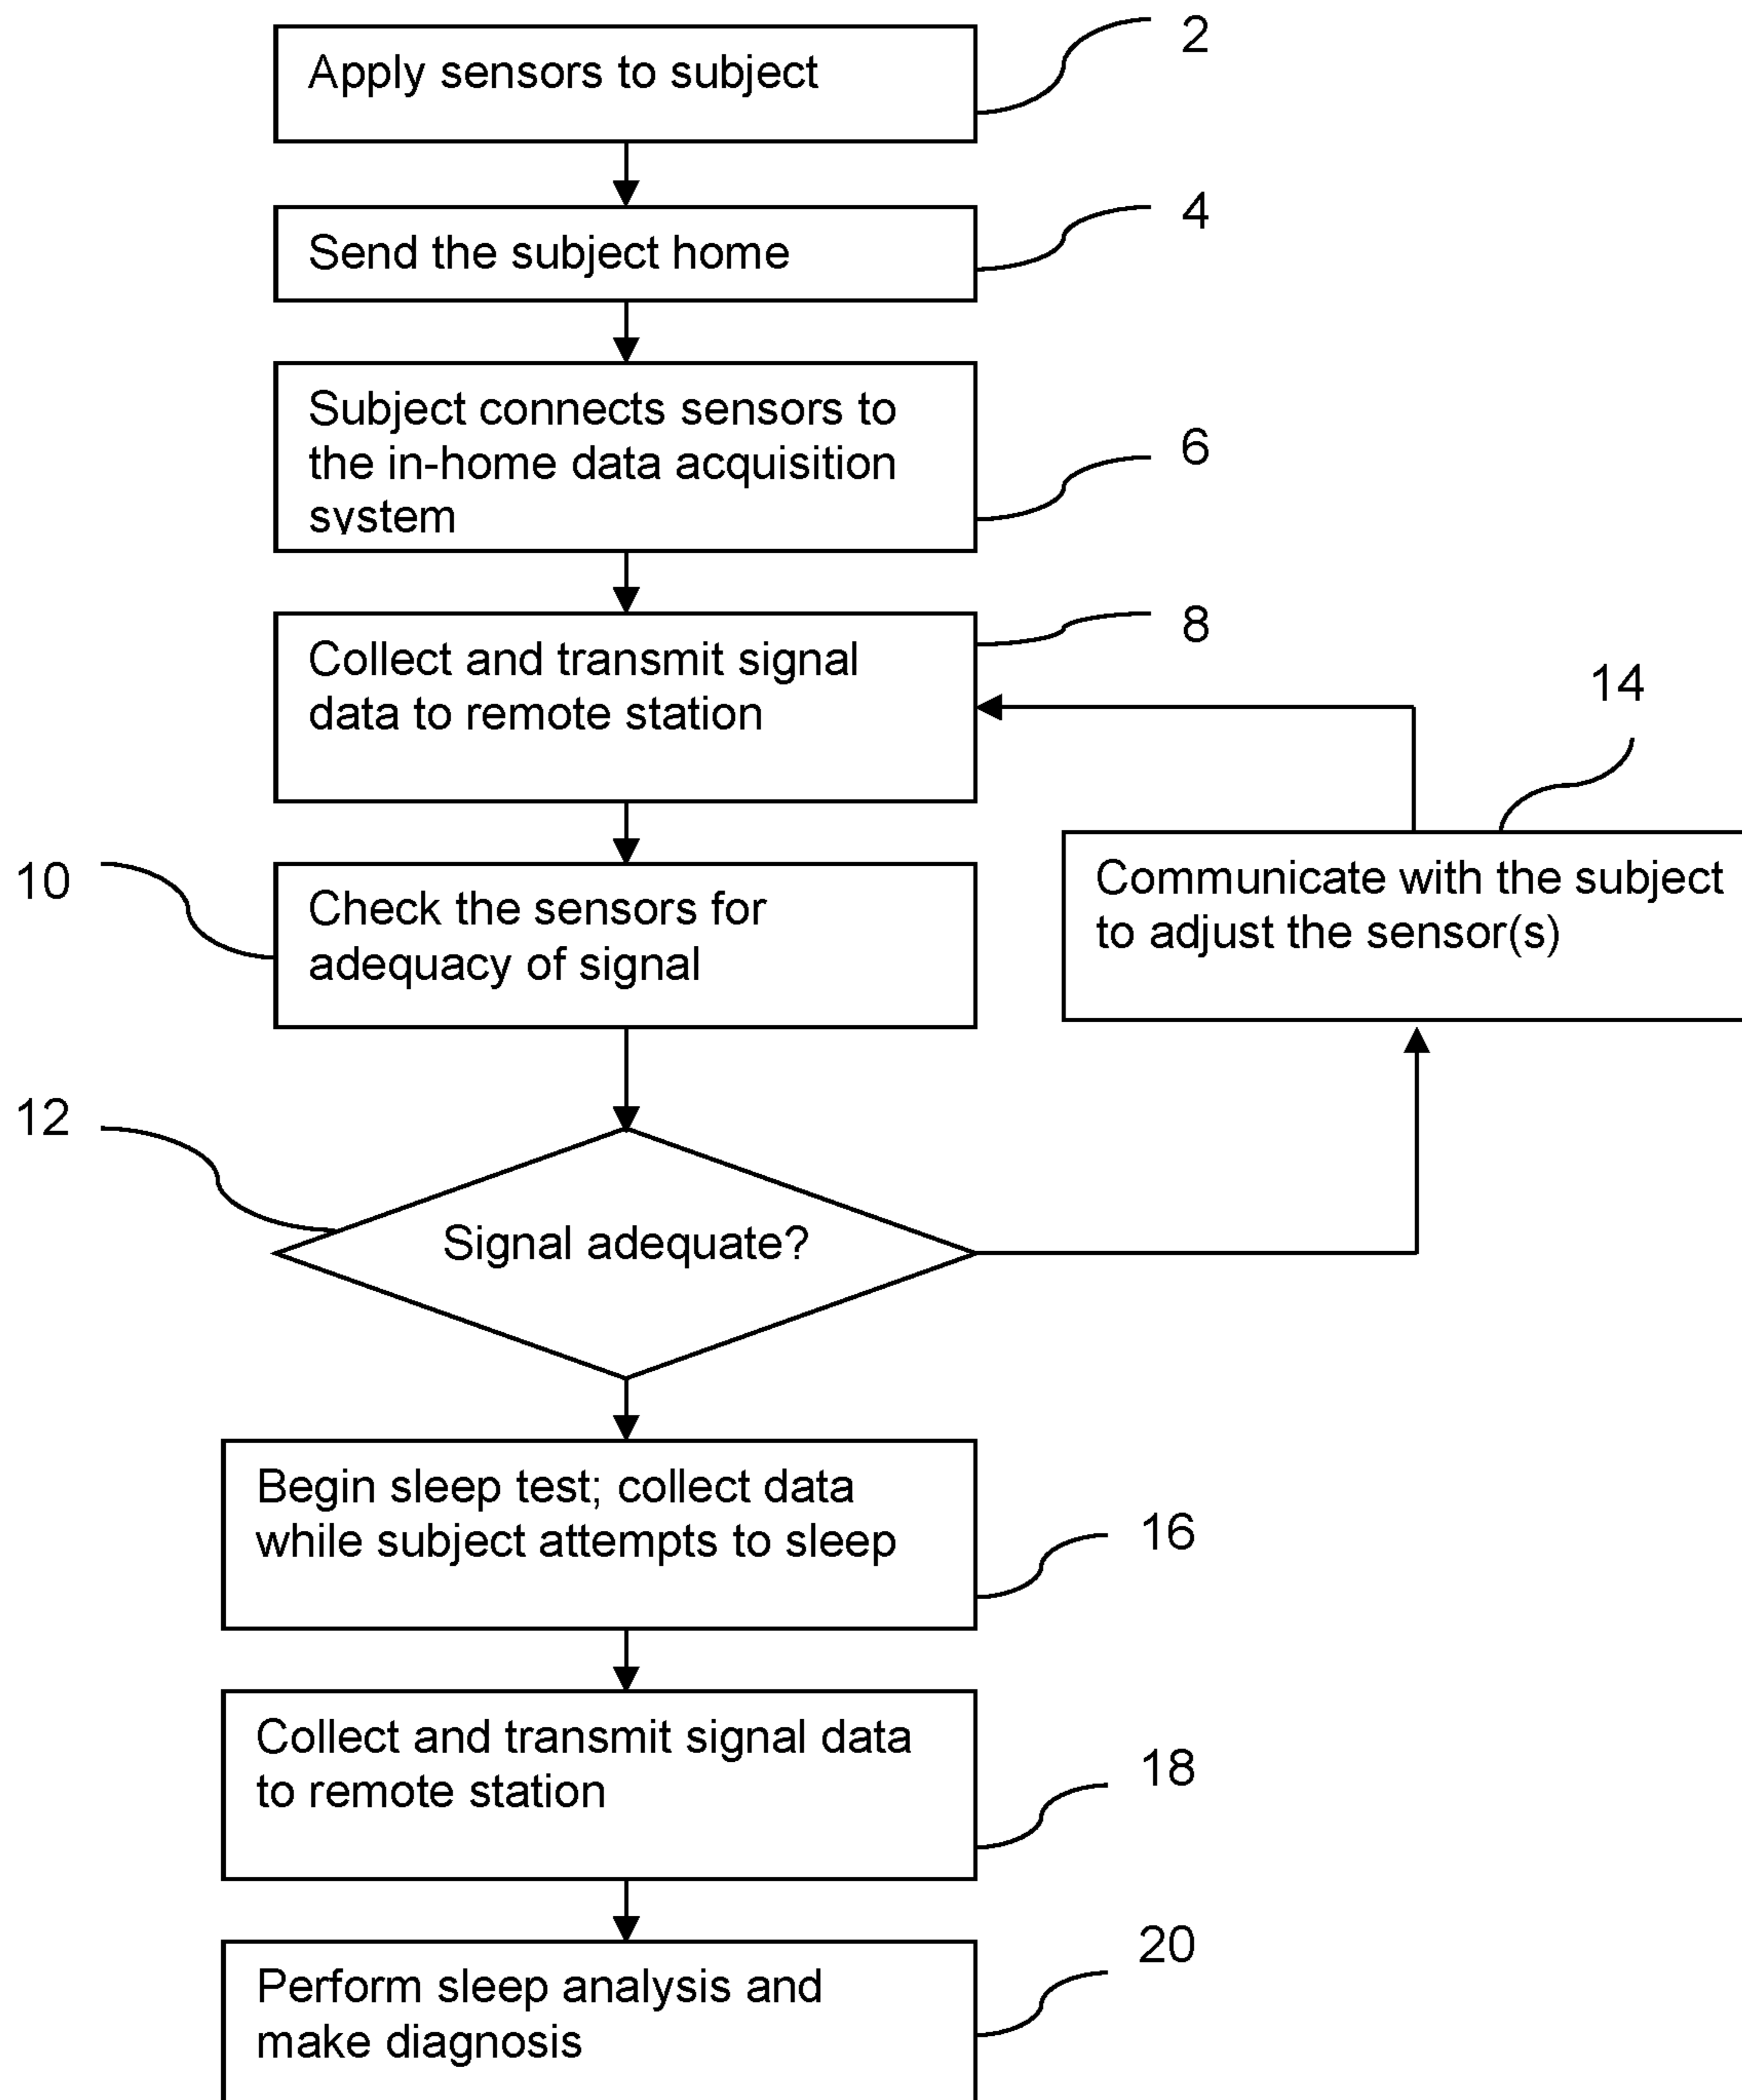 Apply sensors to subject
2
Send the subject home
4
Subject connects sensors to
the in-home data acquisition
system
6
Collect and transmit signal
data to remote station
8
14
Communicate with the subject
to adjust the sensor(s)
10
Check the sensors for
adequacy of signal
12
Signal adequate?
Begin sleep test; collect data
while subject attempts to sleep
16
Collect and transmit signal data
to remote station
18
Perform sleep analysis and
make diagnosis
20